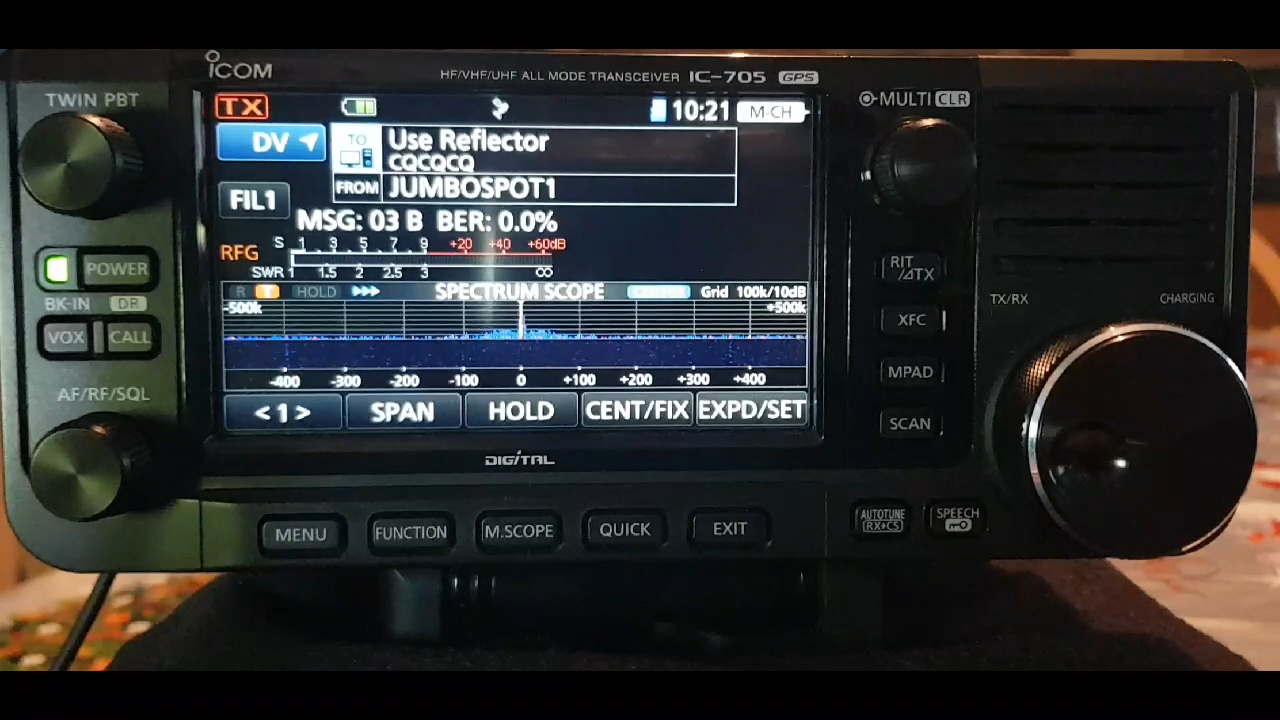 ICOM
HF/VHF/UHF ALL MODE TRANSCEIVER IC-705 GPS
TWIN PBT
MULTI CLR
TX
10:21 M-CH
DV
TO
Use Reflector
CQCQCQ
FIL1
FROM JUMBOSPOT1
MSG: 03 B BER: 0.0%
RFG
S 1 3 5 7 9 +20 +40 +60dB
SWR 1 1.5 2 2.5 3 ∞
R T HOLD SPECTRUM SCOPE CENTER Grid 100k/10dB
-500k +500k
-400 -300 -200 -100 0 +100 +200 +300 +400
<1> SPAN HOLD CENT/FIX EXPD/SET
POWER
BK-IN DR
VOX CALL
AF/RF/SQL
RIT/⊿TX
XFC
MPAD
SCAN
TX/RX CHARGING
DIGITAL
MENU FUNCTION M.SCOPE QUICK EXIT
AUTOTUNE
RX•CS
SPEECH